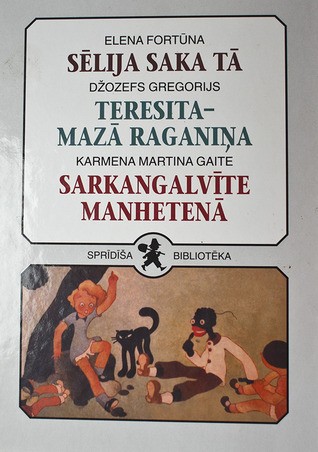 ELENA FORTŪNA
SĒLIJA SAKA TĀ
DŽOZEFS GREGORIJS
TERESITA–
MAZĀ RAGANIŅA
KARMENA MARTINA GAITE
SARKANGALVĪTE
MANHETENĀ
SPRĪDĪŠA BIBLIOTĒKA